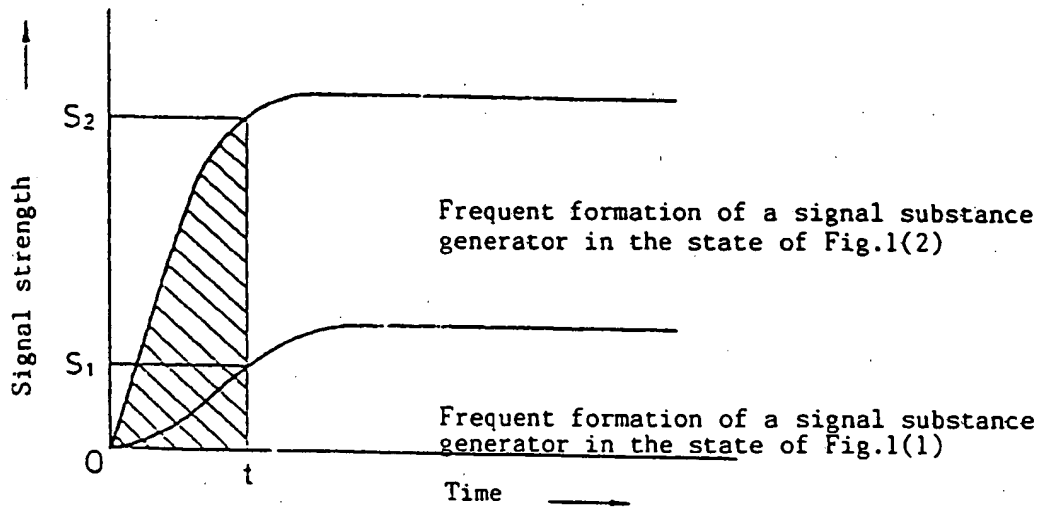 Signal strength
S2
Frequent formation of a signal substance
generator in the state of Fig.1(2)
S1
Frequent formation of a signal substance
generator in the state of Fig.1(1)
O
t
Time